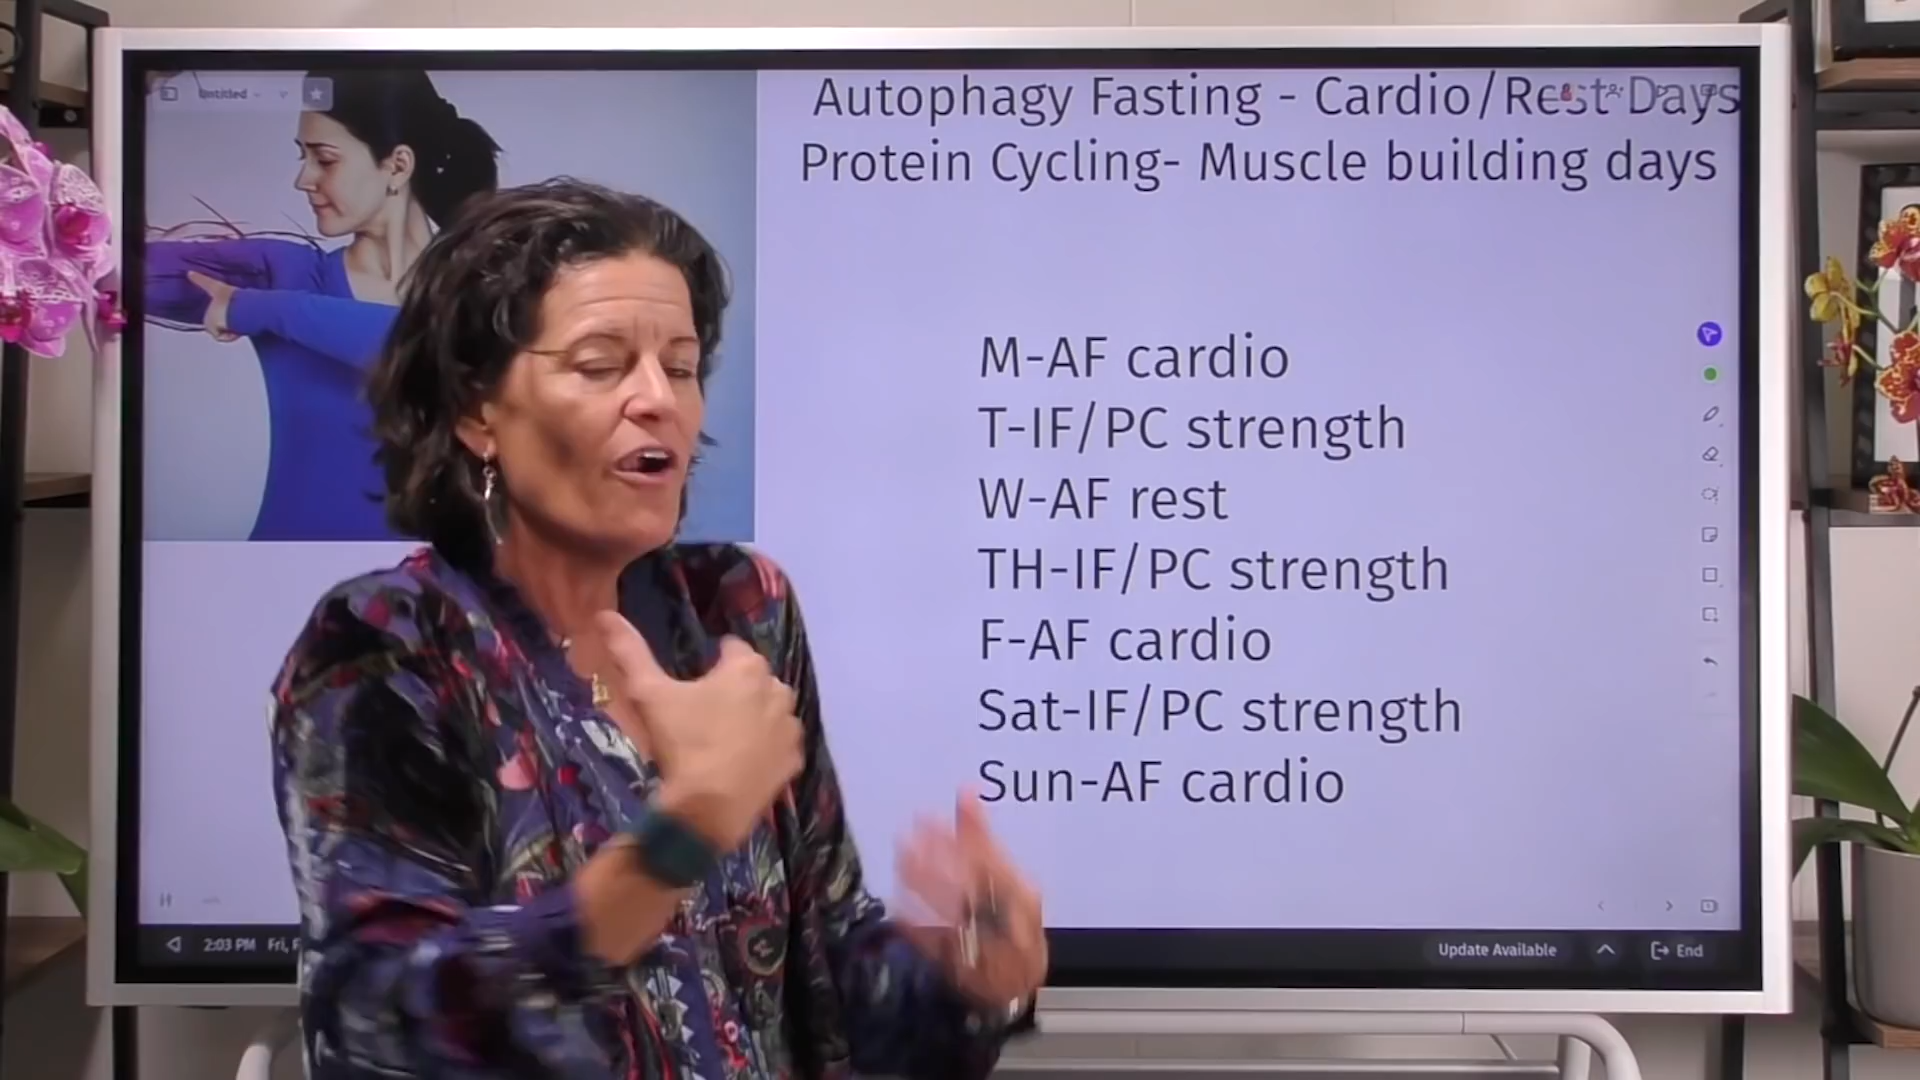 Untitled
Autophagy Fasting - Cardio/Rest Days
Protein Cycling- Muscle building days
M-AF cardio
T-IF/PC strength
W-AF rest
TH-IF/PC strength
F-AF cardio
Sat-IF/PC strength
Sun-AF cardio
2:03 PM Fri, F
Update Available
End